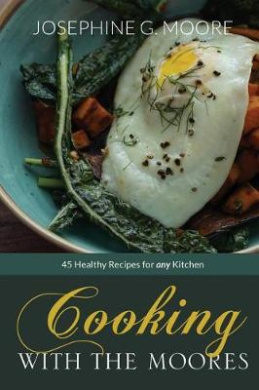 JOSEPHINE G. MOORE
45 Healthy Recipes for any Kitchen
Cooking
WITH THE MOORES